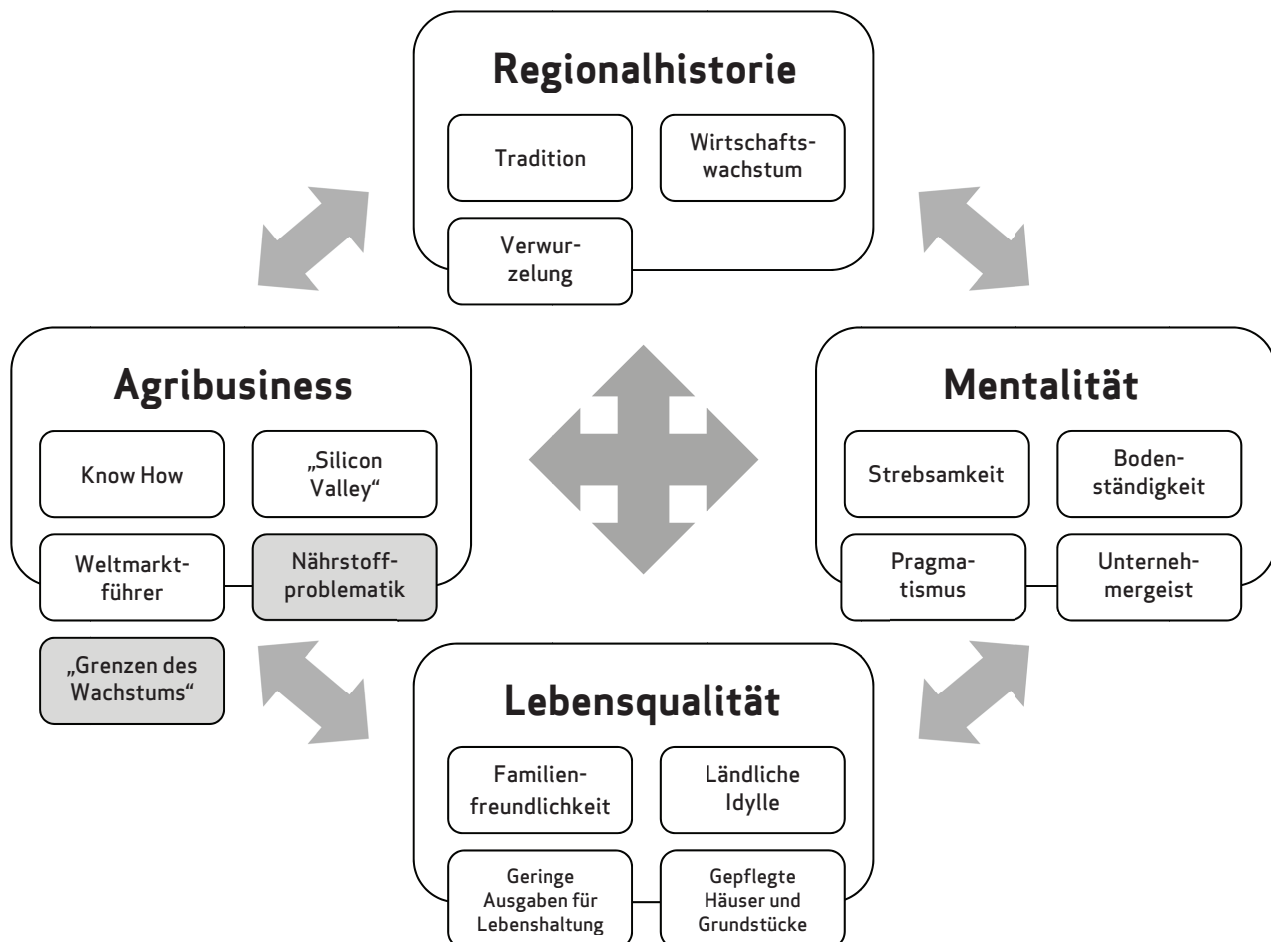 Regionalhistorie
Tradition
Wirtschafts-
wachstum
Verwur-
zelung
Agribusiness
Know How
„Silicon
Valley“
Weltmarkt-
führer
Nährstoff-
problematik
„Grenzen des
Wachstums“
Mentalität
Strebsamkeit
Boden-
ständigkeit
Pragma-
tismus
Unterneh-
mergeist
Lebensqualität
Familien-
freundlichkeit
Ländliche
Idylle
Geringe
Ausgaben für
Lebenshaltung
Gepflegte
Häuser und
Grundstücke